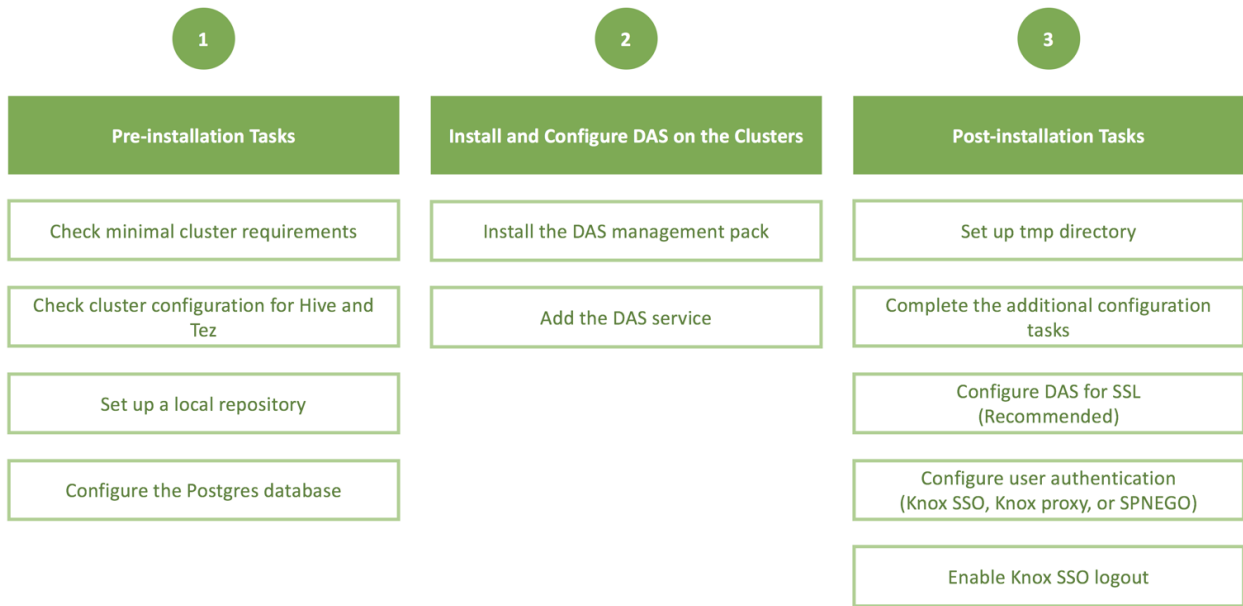 1
Pre-installation Tasks
Check minimal cluster requirements
Check cluster configuration for Hive and
Tez
Set up a local repository
Configure the Postgres database
2
Install and Configure DAS on the Clusters
Install the DAS management pack
Add the DAS service
3
Post-installation Tasks
Set up tmp directory
Complete the additional configuration
tasks
Configure DAS for SSL
(Recommended)
Configure user authentication
(Knox SSO, Knox proxy, or SPNEGO)
Enable Knox SSO logout